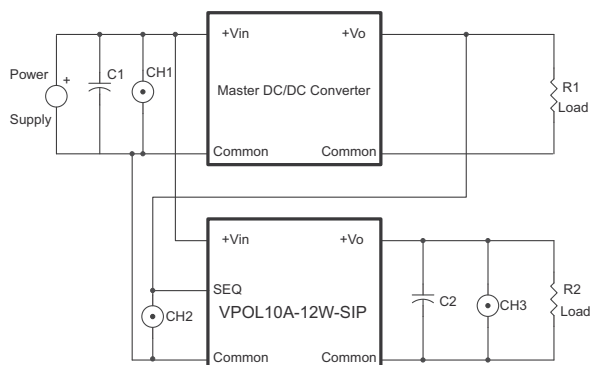 +Vin
+Vo
Power
+
C1
CH1
Master DC/DC Converter
R1
Load
Supply
Common
Common
+Vin
+Vo
SEQ
CH2
VPOL10A-12W-SIP
C2
CH3
R2
Load
Common
Common